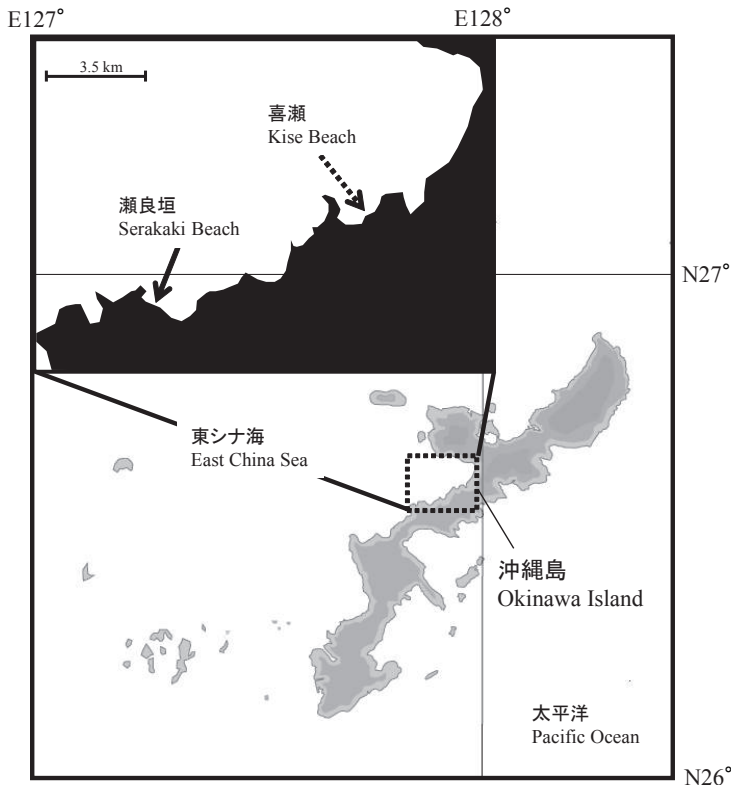 E127°
E128°
3.5 km
喜瀬
Kise Beach
瀬良垣
Serakaki Beach
N27°
東シナ海
East China Sea
沖縄島
Okinawa Island
太平洋
Pacific Ocean
N26°